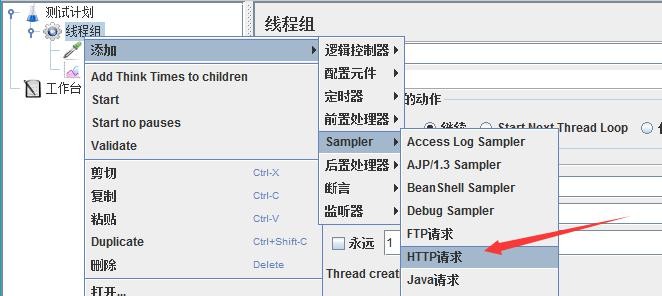 测试计划
线程组
工作台
线程组
添加
Add Think Times to children
Start
Start no pauses
Validate
剪切 Ctrl-X
复制 Ctrl-C
粘贴 Ctrl-V
Duplicate Ctrl+Shift-C
删除 Delete
打开...
逻辑控制器
配置元件
定时器
前置处理器
Sampler
后置处理器
断言
监听器
的动作
继续 Start Next Thread Loop
永远 1
Thread creat
Access Log Sampler
AJP/1.3 Sampler
BeanShell Sampler
Debug Sampler
FTP请求
HTTP请求
Java请求